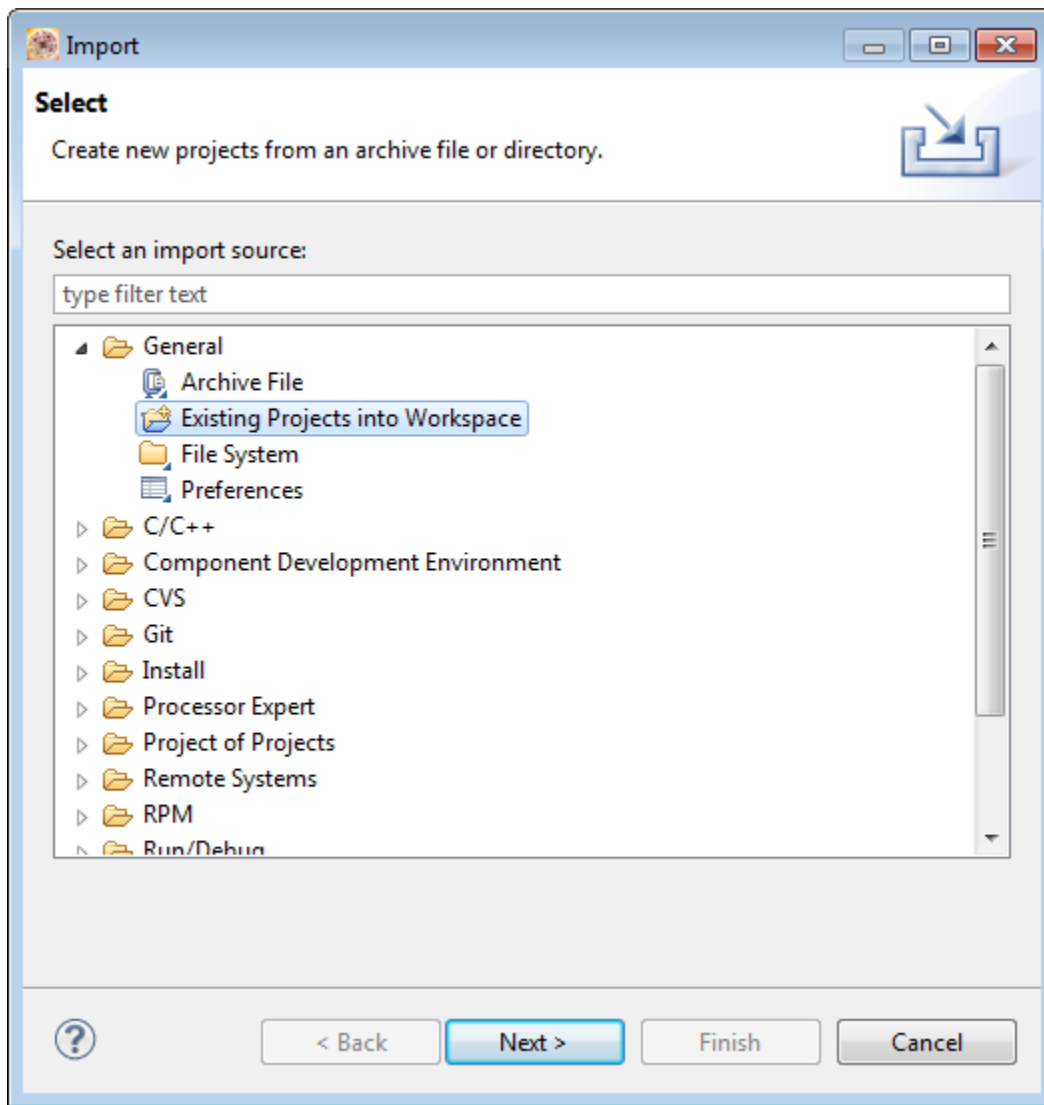 Import
Select
Create new projects from an archive file or directory.
Select an import source:
type filter text
General
Archive File
Existing Projects into Workspace
File System
Preferences
C/C++
Component Development Environment
CVS
Git
Install
Processor Expert
Project of Projects
Remote Systems
RPM
Run/Debug
?
< Back Next > Finish Cancel